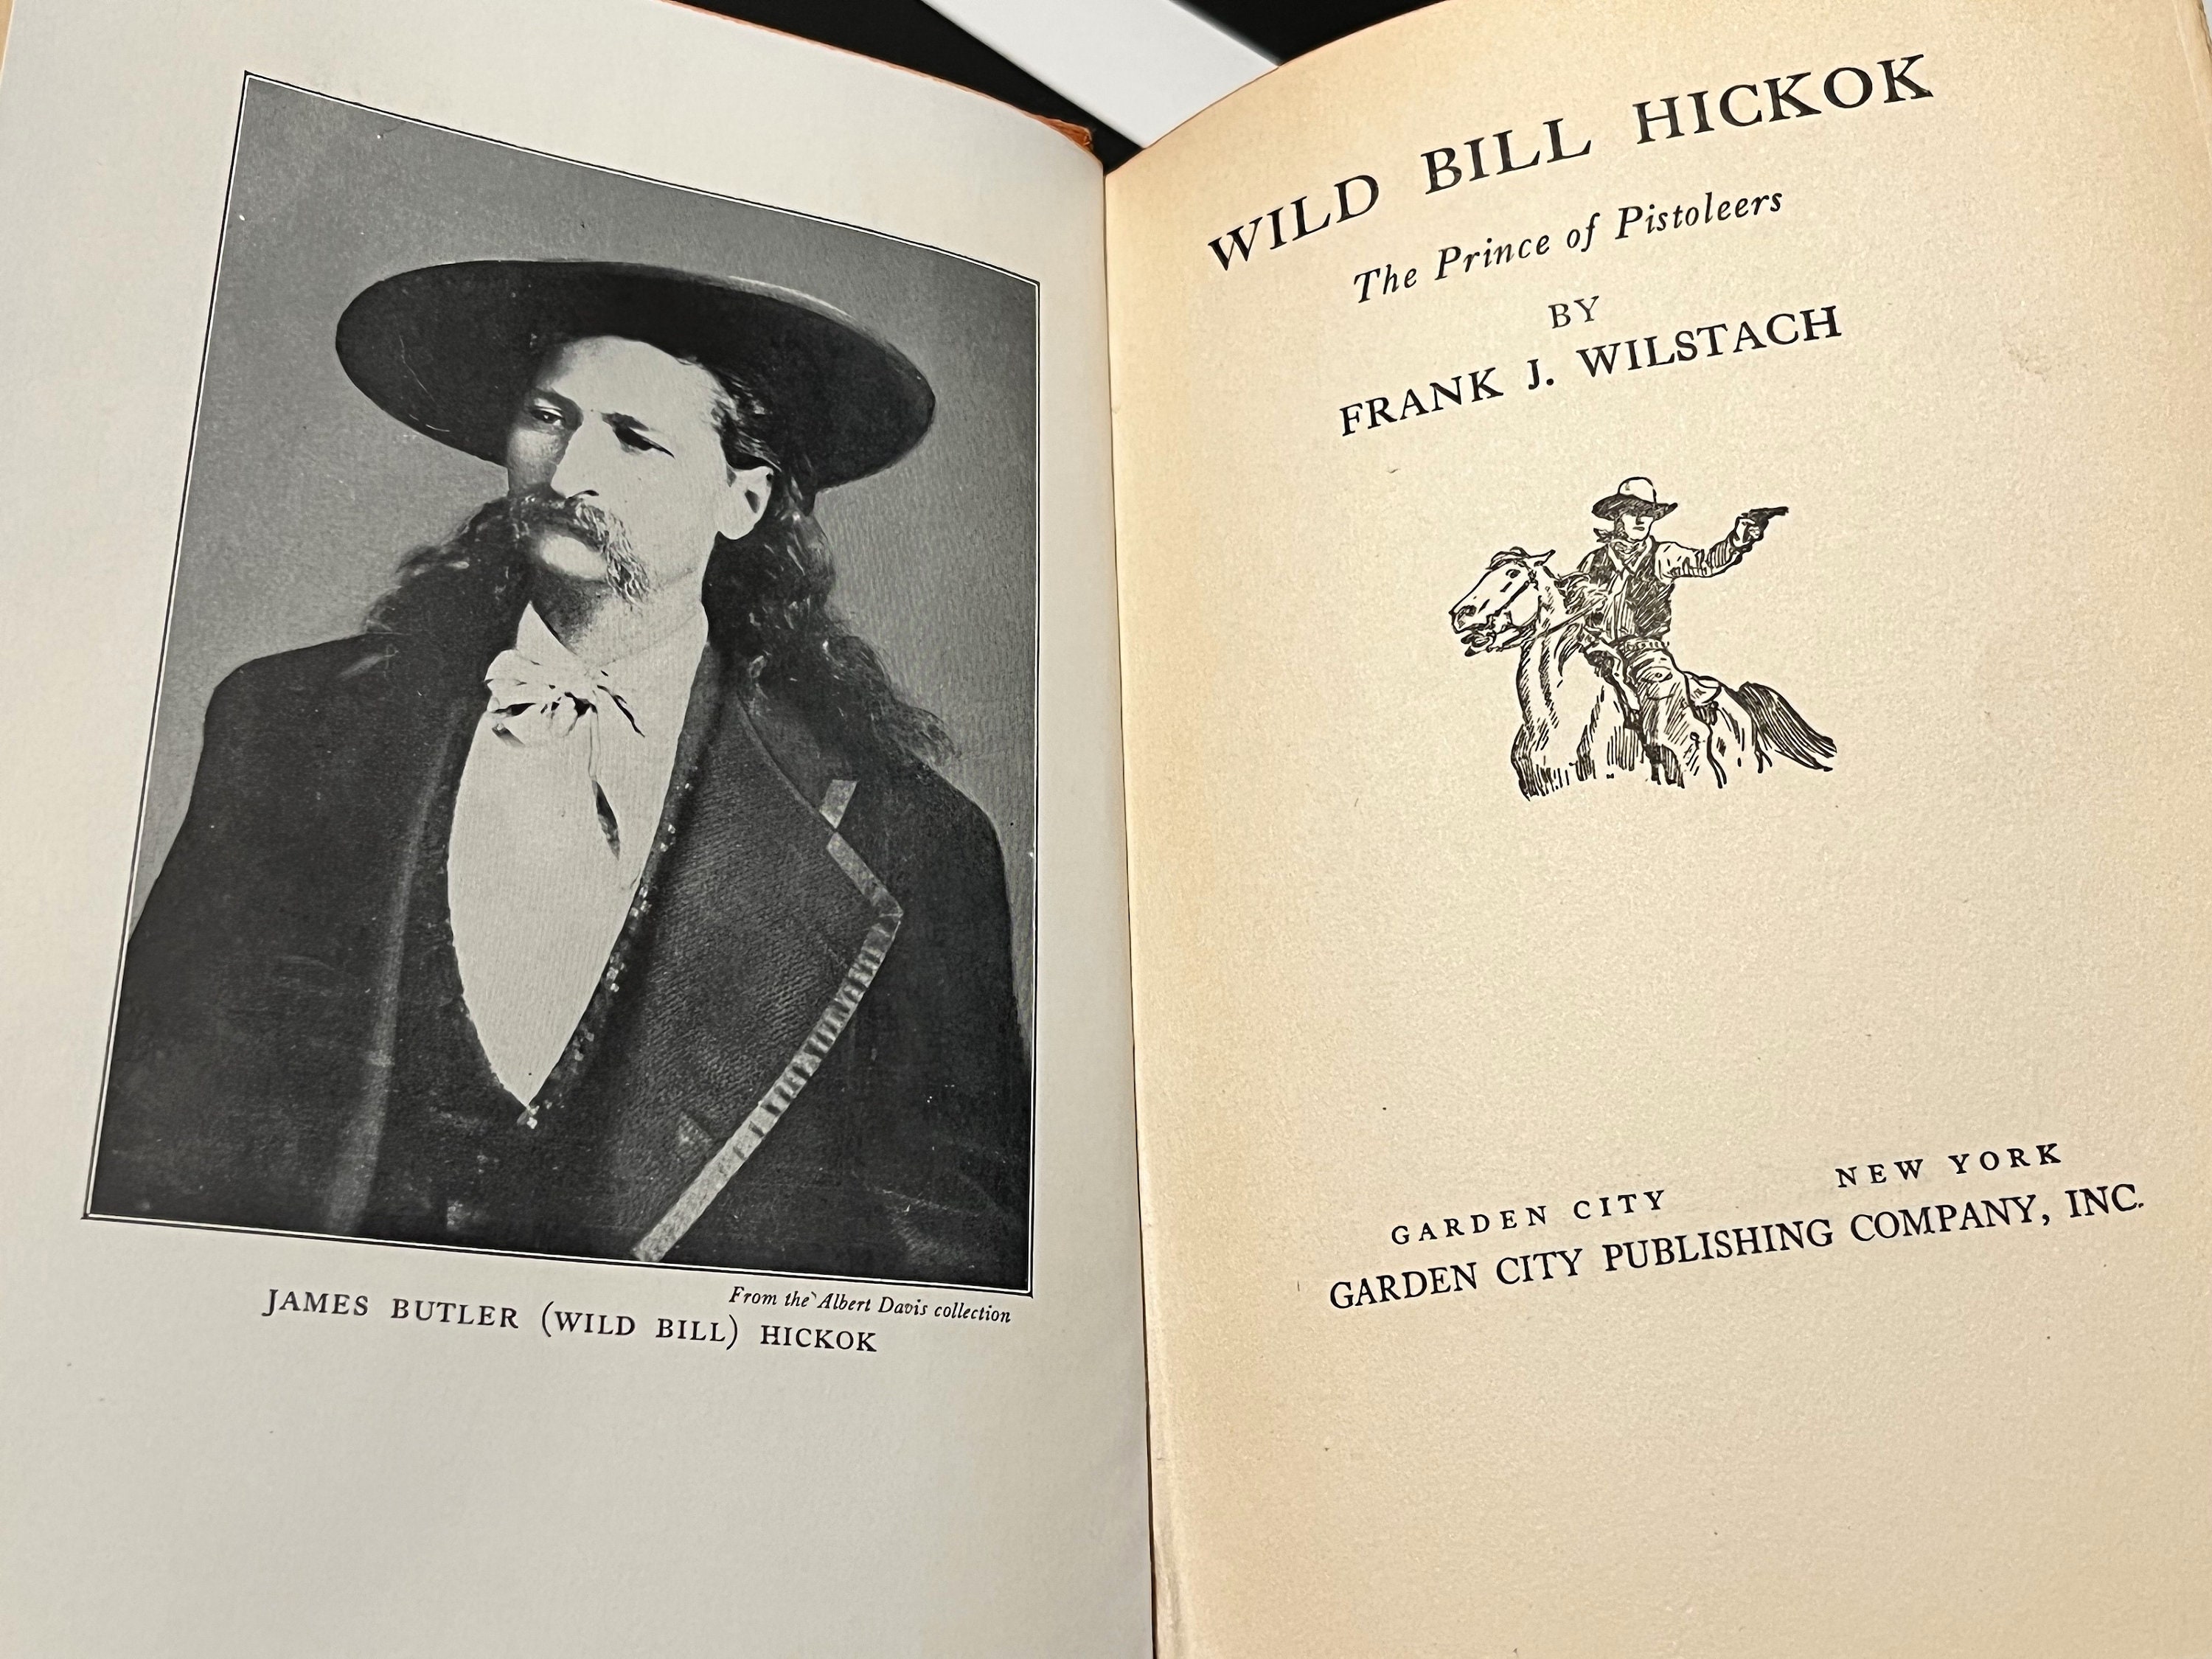 From the Albert Davis collection
JAMES BUTLER (WILD BILL) HICKOK
WILD BILL HICKOK
The Prince of Pistoleers
BY
FRANK J. WILSTACH
GARDEN CITY NEW YORK
GARDEN CITY PUBLISHING COMPANY, INC.